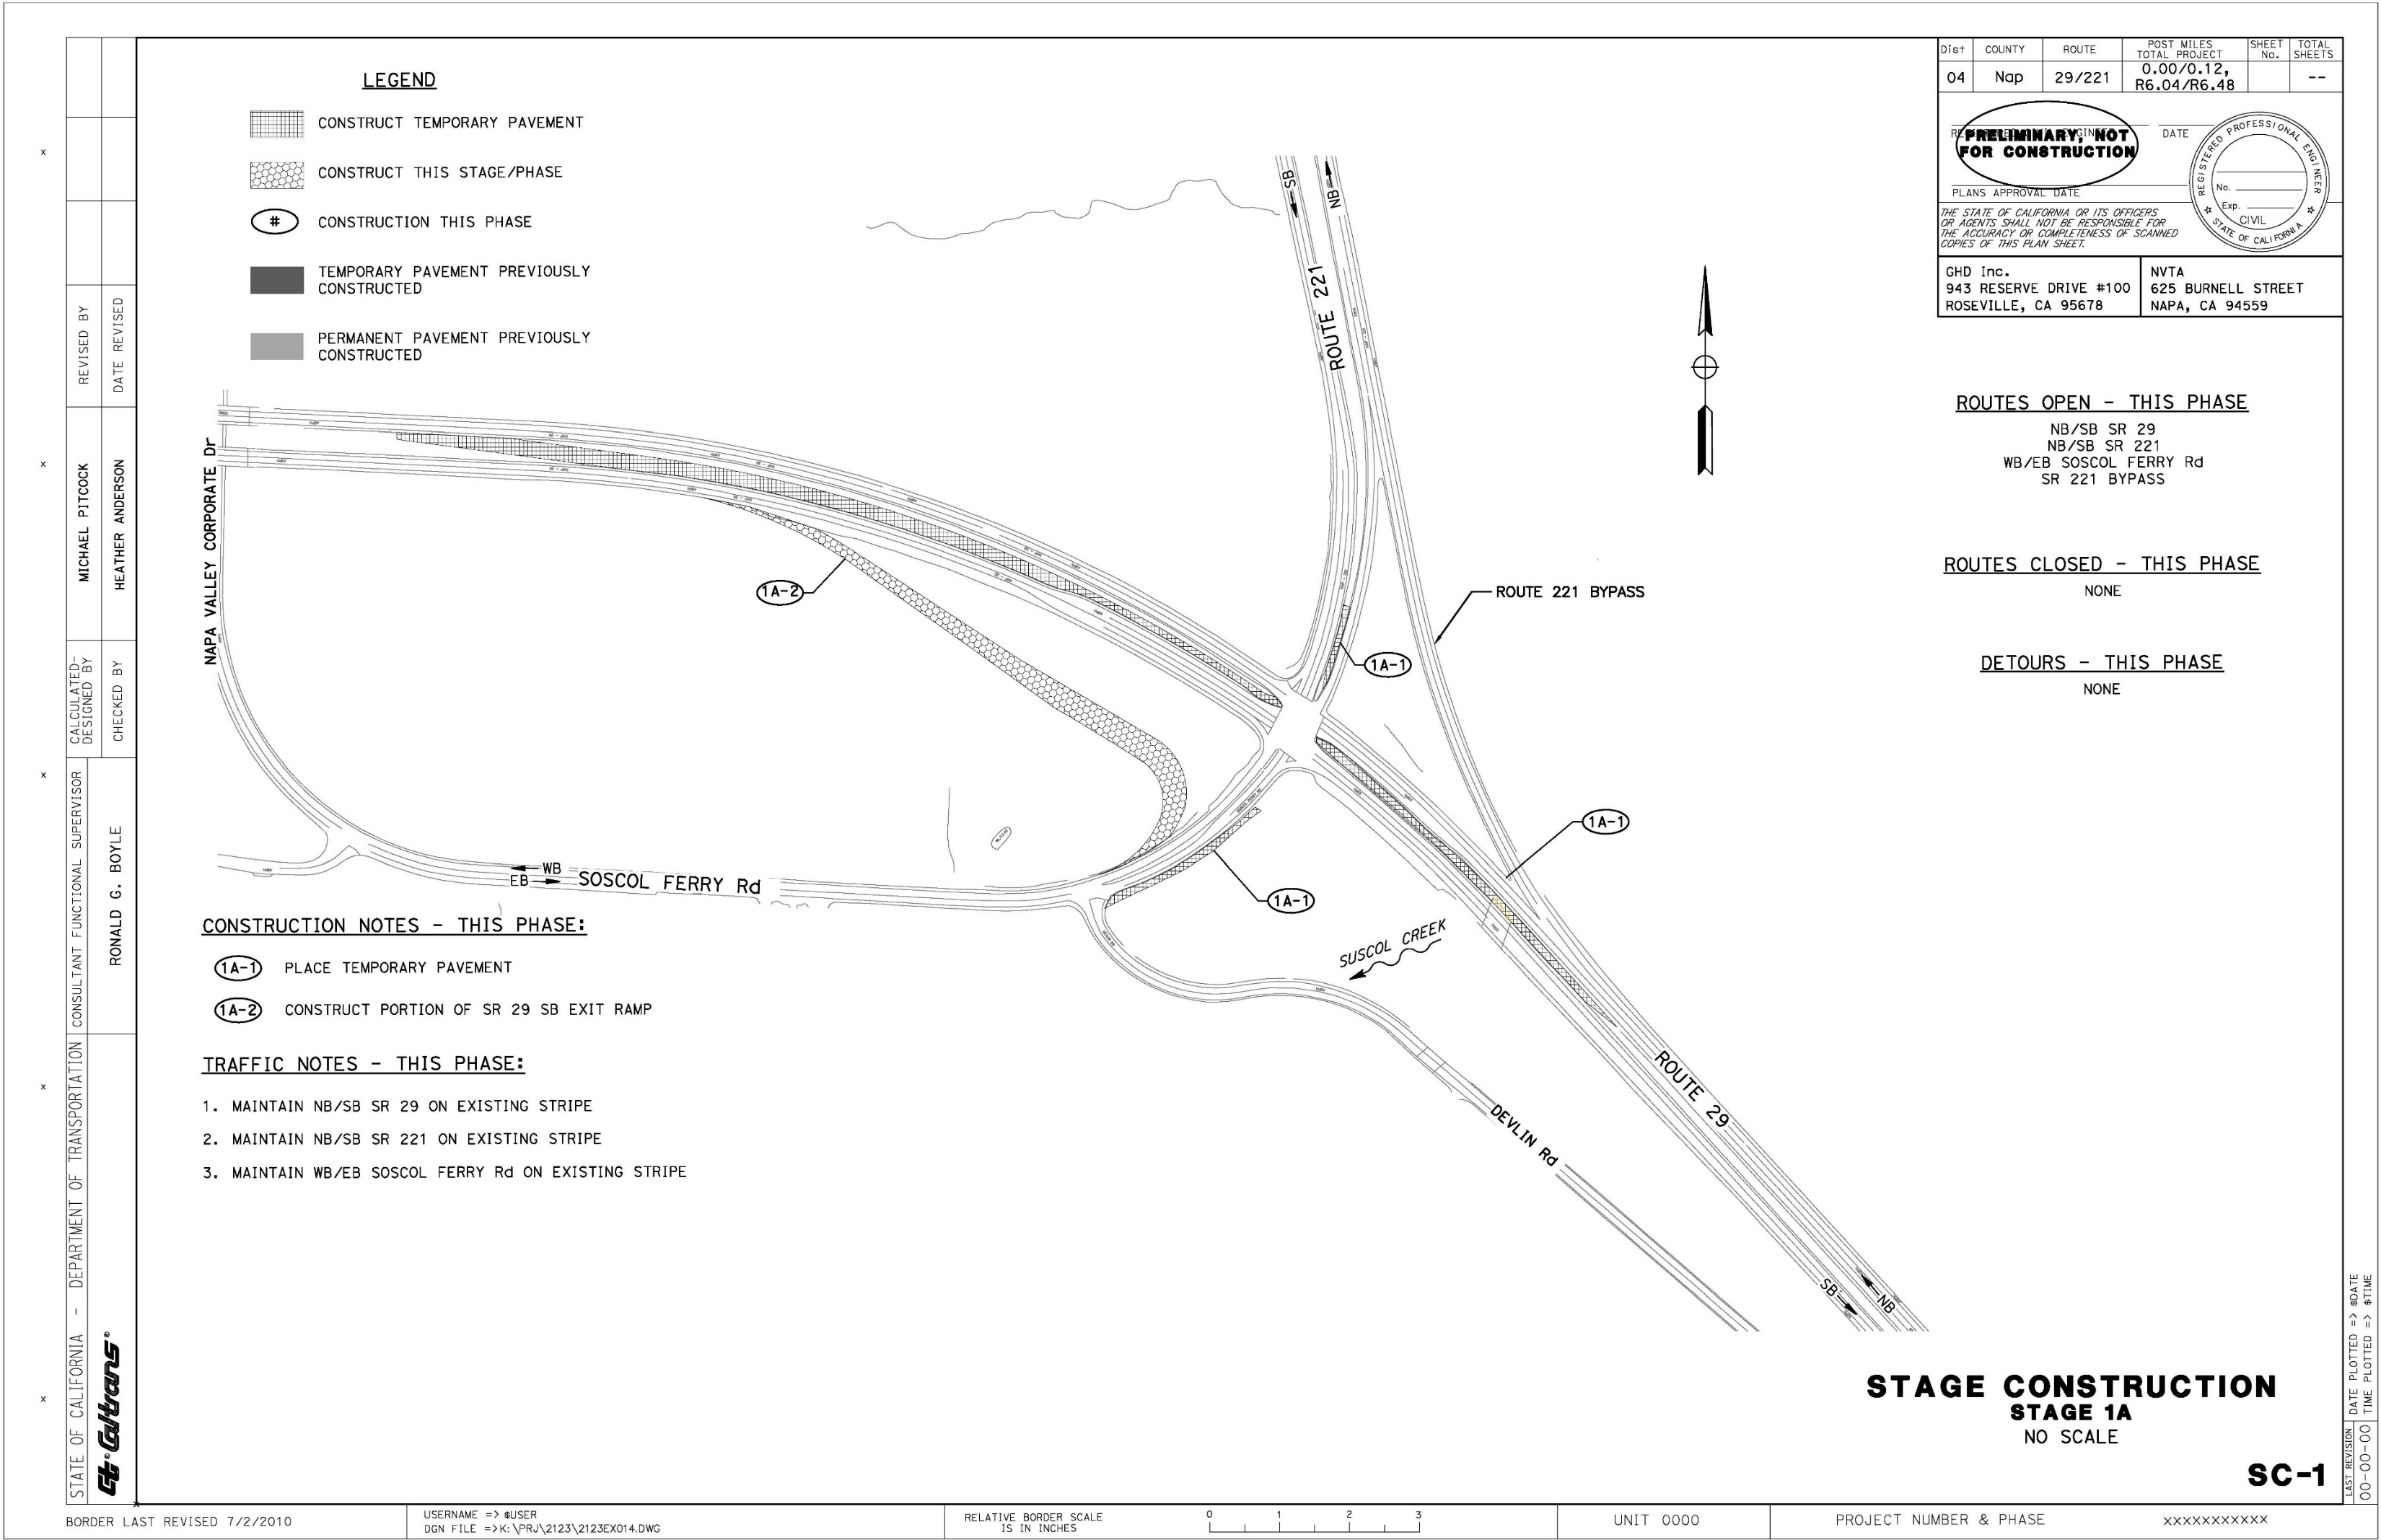 LEGEND
CONSTRUCT TEMPORARY PAVEMENT
CONSTRUCT THIS STAGE/PHASE
#
CONSTRUCTION THIS PHASE
TEMPORARY PAVEMENT PREVIOUSLY
CONSTRUCTED
PERMANENT PAVEMENT PREVIOUSLY
CONSTRUCTED
Dist COUNTY ROUTE POST MILES TOTAL PROJECT SHEET No. TOTAL SHEETS
04 Nap 29/221 0.00/0.12, R6.04/R6.48 --
PRELIMINARY, NOT
FOR CONSTRUCTION
DATE
PLANS APPROVAL DATE
REGISTERED PROFESSIONAL ENGINEER
No.
Exp.
CIVIL
STATE OF CALIFORNIA
THE STATE OF CALIFORNIA OR ITS OFFICERS
OR AGENTS SHALL NOT BE RESPONSIBLE FOR
THE ACCURACY OR COMPLETENESS OF SCANNED
COPIES OF THIS PLAN SHEET.
GHD Inc.
943 RESERVE DRIVE #100
ROSEVILLE, CA 95678
NVTA
625 BURNELL STREET
NAPA, CA 94559
ROUTES OPEN - THIS PHASE
NB/SB SR 29
NB/SB SR 221
WB/EB SOSCOL FERRY Rd
SR 221 BYPASS
ROUTES CLOSED - THIS PHASE
NONE
DETOURS - THIS PHASE
NONE
SB
NB
ROUTE 221
NAPA VALLEY CORPORATE Dr
1A-2
ROUTE 221 BYPASS
1A-1
1A-1
1A-1
WB
EB
SOSCOL FERRY Rd
SUSCOL CREEK
DEVLIN Rd
ROUTE 29
SB
NB
CONSTRUCTION NOTES - THIS PHASE:
1A-1 PLACE TEMPORARY PAVEMENT
1A-2 CONSTRUCT PORTION OF SR 29 SB EXIT RAMP
TRAFFIC NOTES - THIS PHASE:
1. MAINTAIN NB/SB SR 29 ON EXISTING STRIPE
2. MAINTAIN NB/SB SR 221 ON EXISTING STRIPE
3. MAINTAIN WB/EB SOSCOL FERRY Rd ON EXISTING STRIPE
STAGE CONSTRUCTION
STAGE 1A
NO SCALE
SC-1
REVISED BY
DATE REVISED
MICHAEL PITCOCK
HEATHER ANDERSON
CALCULATED-
DESIGNED BY
CHECKED BY
CONSULTANT FUNCTIONAL SUPERVISOR
RONALD G. BOYLE
STATE OF CALIFORNIA - DEPARTMENT OF TRANSPORTATION
Caltrans
DATE PLOTTED => $DATE
TIME PLOTTED => $TIME
LAST REVISION
00-00-00
BORDER LAST REVISED 7/2/2010
USERNAME => $USER
DGN FILE =>K:\PRJ\2123\2123EX014.DWG
RELATIVE BORDER SCALE
IS IN INCHES
0 1 2 3
UNIT 0000
PROJECT NUMBER & PHASE
XXXXXXXXXXX